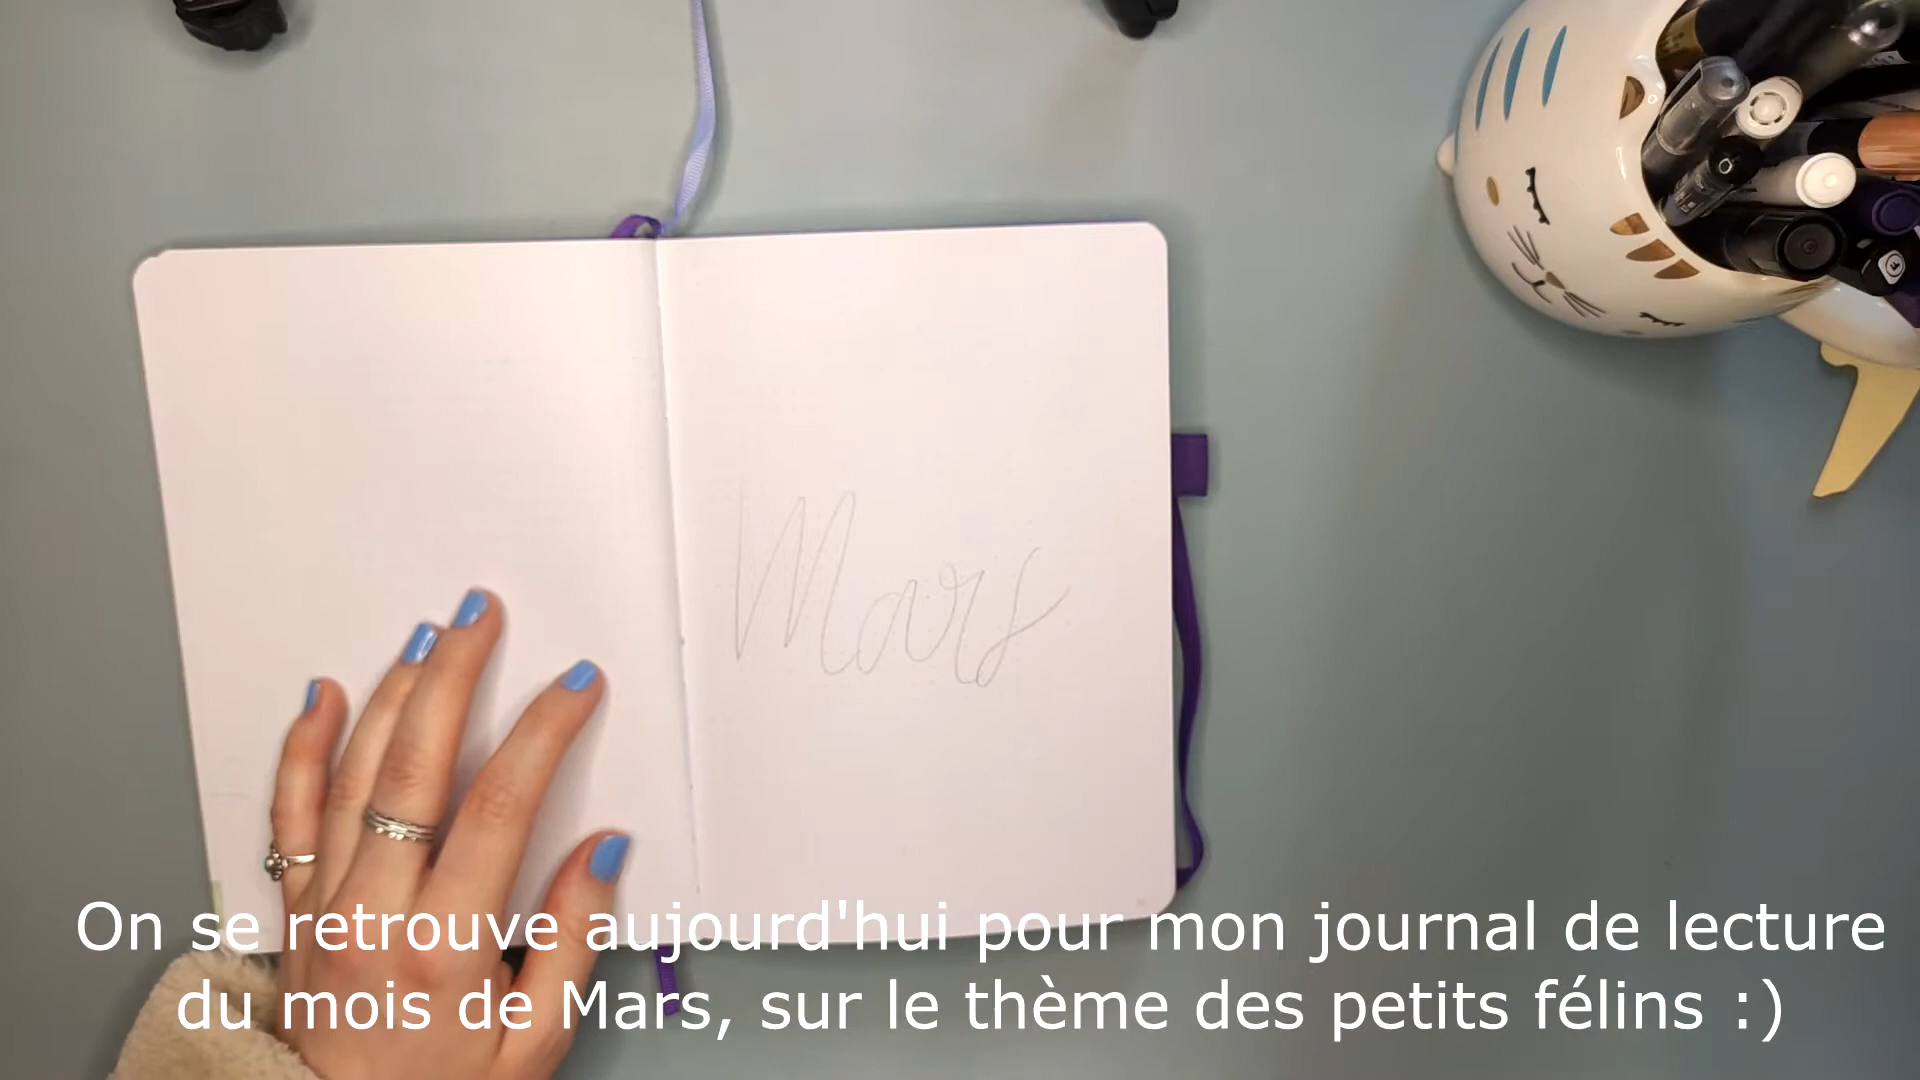 Mars
On se retrouve aujourd'hui pour mon journal de lecture
du mois de Mars, sur le thème des petits félins :)